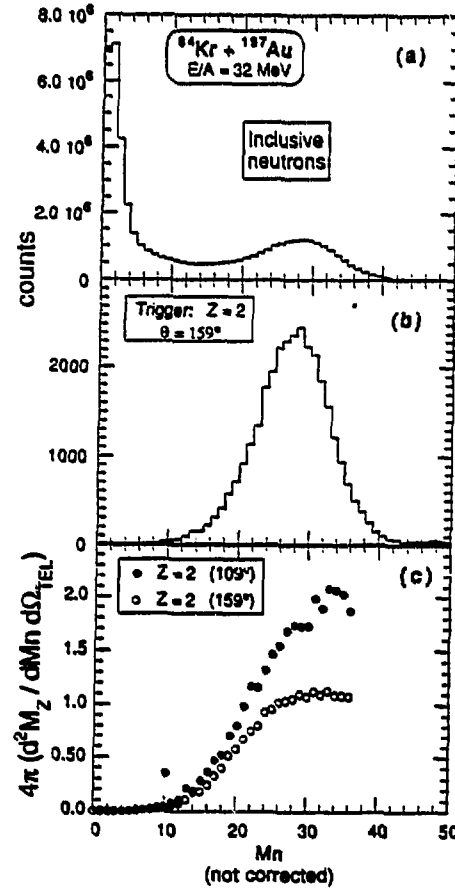 8.0 10⁶
⁸⁴Kr + ¹⁹⁷Au
E/A = 32 MeV
(a)
6.0 10⁶
Inclusive
neutrons
4.0 10⁶
2.0 10⁶
0
counts
Trigger: Z = 2
θ = 159°
(b)
2000
1000
0
4π (d²M_Z / dMn dΩ_TEL)
● Z = 2 (109°)
○ Z = 2 (159°)
(c)
2.0
1.5
1.0
0.50
0.0
0 10 20 30 40 50
Mn
(not corrected)